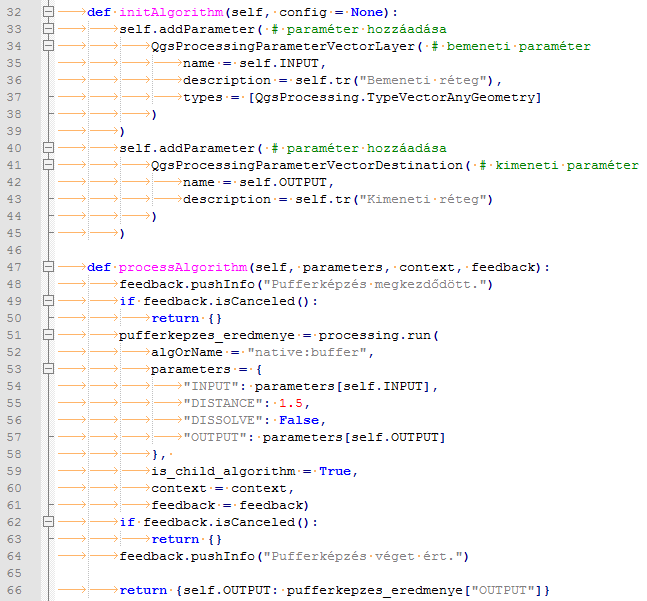 32 def initAlgorithm(self, config = None):
33 self.addParameter( # paraméter hozzáadása
34 QgsProcessingParameterVectorLayer( # bemeneti paraméter
35 name = self.INPUT,
36 description = self.tr("Bemeneti réteg"),
37 types = [QgsProcessing.TypeVectorAnyGeometry]
38 )
39 )
40 self.addParameter( # paraméter hozzáadása
41 QgsProcessingParameterVectorDestination( # kimeneti paraméter
42 name = self.OUTPUT,
43 description = self.tr("Kimeneti réteg")
44 )
45 )
46
47 def processAlgorithm(self, parameters, context, feedback):
48 feedback.pushInfo("Pufferképzés megkezdődött.")
49 if feedback.isCanceled():
50 return {}
51 pufferkepzes_eredmenye = processing.run(
52 algOrName = "native:buffer",
53 parameters = {
54 "INPUT": parameters[self.INPUT],
55 "DISTANCE": 1.5,
56 "DISSOLVE": False,
57 "OUTPUT": parameters[self.OUTPUT]
58 },
59 is_child_algorithm = True,
60 context = context,
61 feedback = feedback)
62 if feedback.isCanceled():
63 return {}
64 feedback.pushInfo("Pufferképzés véget ért.")
65
66 return {self.OUTPUT: pufferkepzes_eredmenye["OUTPUT"]}